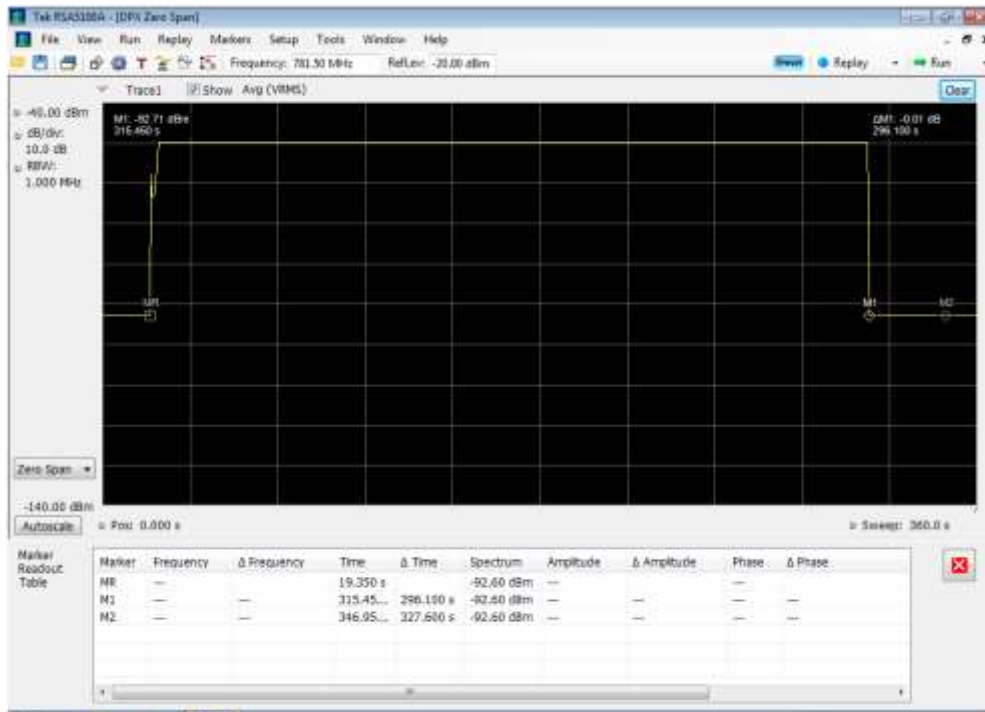 Tek RSA5100A - [DPX Zero Span]
File View Run Replay Markers Setup Tools Window Help
T Frequency: 781.50 MHz RefLev: -20.00 dBm Preset Replay Run
Trace1 Show Avg (VRMS) Clear
-40.00 dBm
dB/div:
10.0 dB
RBW:
1.000 MHz
M1: -92.71 dBm
315.450 s
ΔM1: -0.01 dB
296.100 s
MR M1 M2
Zero Span
-140.00 dBm
Autoscale Pos: 0.000 s Sweep: 360.0 s
Marker
Readout
Table
Marker Frequency Δ Frequency Time Δ Time Spectrum Amplitude Δ Amplitude Phase Δ Phase
MR --- 19.350 s -92.60 dBm --- ---
M1 --- --- 315.45... 296.100 s -92.60 dBm --- --- --- ---
M2 --- --- 346.95... 327.600 s -92.60 dBm --- --- --- ---